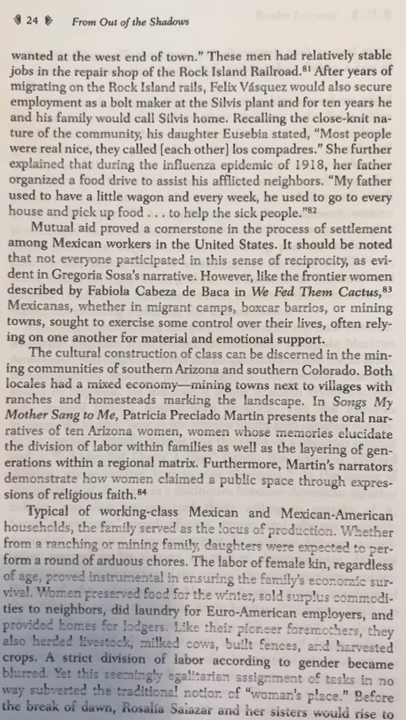 24 From Out of the Shadows
wanted at the west end of town." These men had relatively stable
jobs in the repair shop of the Rock Island Railroad.81 After years of
migrating on the Rock Island rails, Felix Vásquez would also secure
employment as a bolt maker at the Silvis plant and for ten years he
and his family would call Silvis home. Recalling the close-knit na-
ture of the community, his daughter Eusebia stated, "Most people
were real nice, they called [each other] los compadres." She further
explained that during the influenza epidemic of 1918, her father
organized a food drive to assist his afflicted neighbors. "My father
used to have a little wagon and every week, he used to go to every
house and pick up food . . . to help the sick people."82
Mutual aid proved a cornerstone in the process of settlement
among Mexican workers in the United States. It should be noted
that not everyone participated in this sense of reciprocity, as evi-
dent in Gregoria Sosa's narrative. However, like the frontier women
described by Fabiola Cabeza de Baca in We Fed Them Cactus,83
Mexicanas, whether in migrant camps, boxcar barrios, or mining
towns, sought to exercise some control over their lives, often rely-
ing on one another for material and emotional support.
The cultural construction of class can be discerned in the min-
ing communities of southern Arizona and southern Colorado. Both
locales had a mixed economy—mining towns next to villages with
ranches and homesteads marking the landscape. In Songs My
Mother Sang to Me, Patricia Preciado Martin presents the oral nar-
ratives of ten Arizona women, women whose memories elucidate
the division of labor within families as well as the layering of gen-
erations within a regional matrix. Furthermore, Martin's narrators
demonstrate how women claimed a public space through expres-
sions of religious faith.84
Typical of working-class Mexican and Mexican-American
households, the family served as the locus of production. Whether
from a ranching or mining family, daughters were expected to per-
form a round of arduous chores. The labor of female kin, regardless
of age, proved instrumental in ensuring the family's economic sur-
vival. Women preserved food for the winter, sold surplus commodi-
ties to neighbors, did laundry for Euro-American employers, and
provided homes for lodgers. Like their pioneer foremothers, they
also herded livestock, milked cows, built fences, and harvested
crops. A strict division of labor according to gender became
blurred. Yet this seemingly egalitarian assignment of tasks in no
way subverted the traditional notion of "woman's place." Before
the break of dawn, Rosalía Salazar and her sisters would rise to